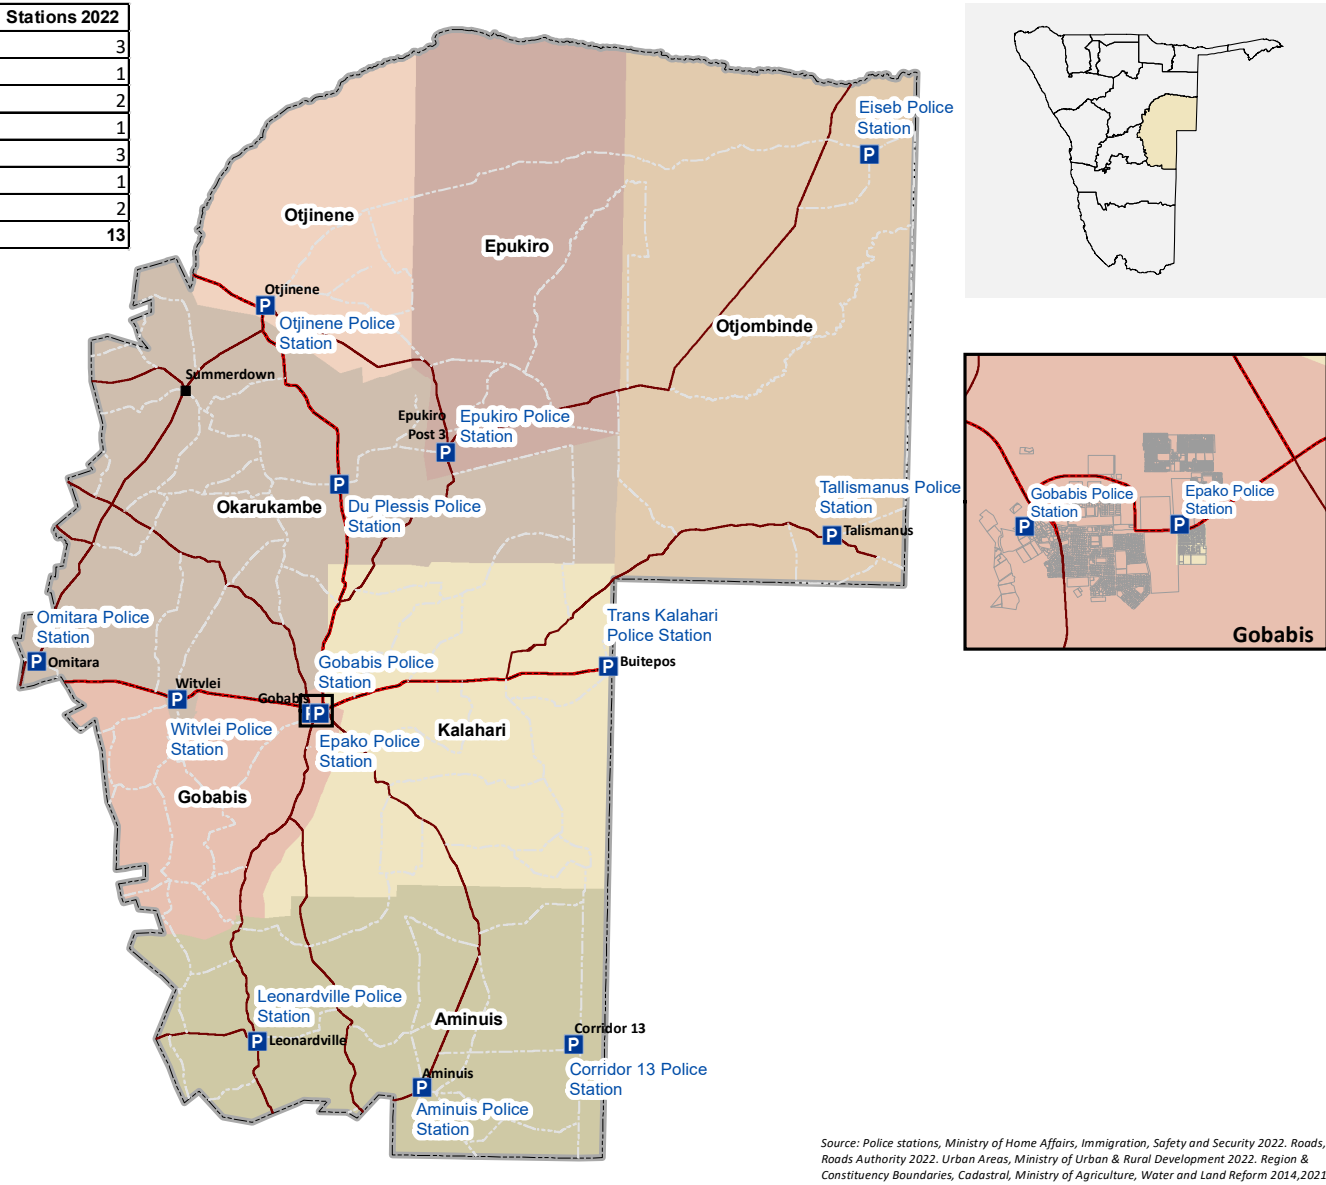 Stations 2022
3
1
2
1
3
1
2
13
Eiseb Police
Station
Otjinene
Epukiro
Otjinene
Otjinene Police
Station
Otjombinde
Summerdown
Epukiro
Post 3
Epukiro Police
Station
Okarukambe
Du Plessis Police
Station
Tallismanus Police
Station
Talismanus
Gobabis Police
Station
Epako Police
Station
Gobabis
Omitara Police
Station
Omitara
Trans Kalahari
Police Station
Buitepos
Gobabis Police
Station
Witvlei
Gobabis
Witvlei Police
Station
Epako Police
Station
Kalahari
Gobabis
Leonardville Police
Station
Leonardville
Aminuis
Corridor 13
Corridor 13 Police
Station
Aminuis
Aminuis Police
Station
Source: Police stations, Ministry of Home Affairs, Immigration, Safety and Security 2022. Roads,
Roads Authority 2022. Urban Areas, Ministry of Urban & Rural Development 2022. Region &
Constituency Boundaries, Cadastral, Ministry of Agriculture, Water and Land Reform 2014,2021